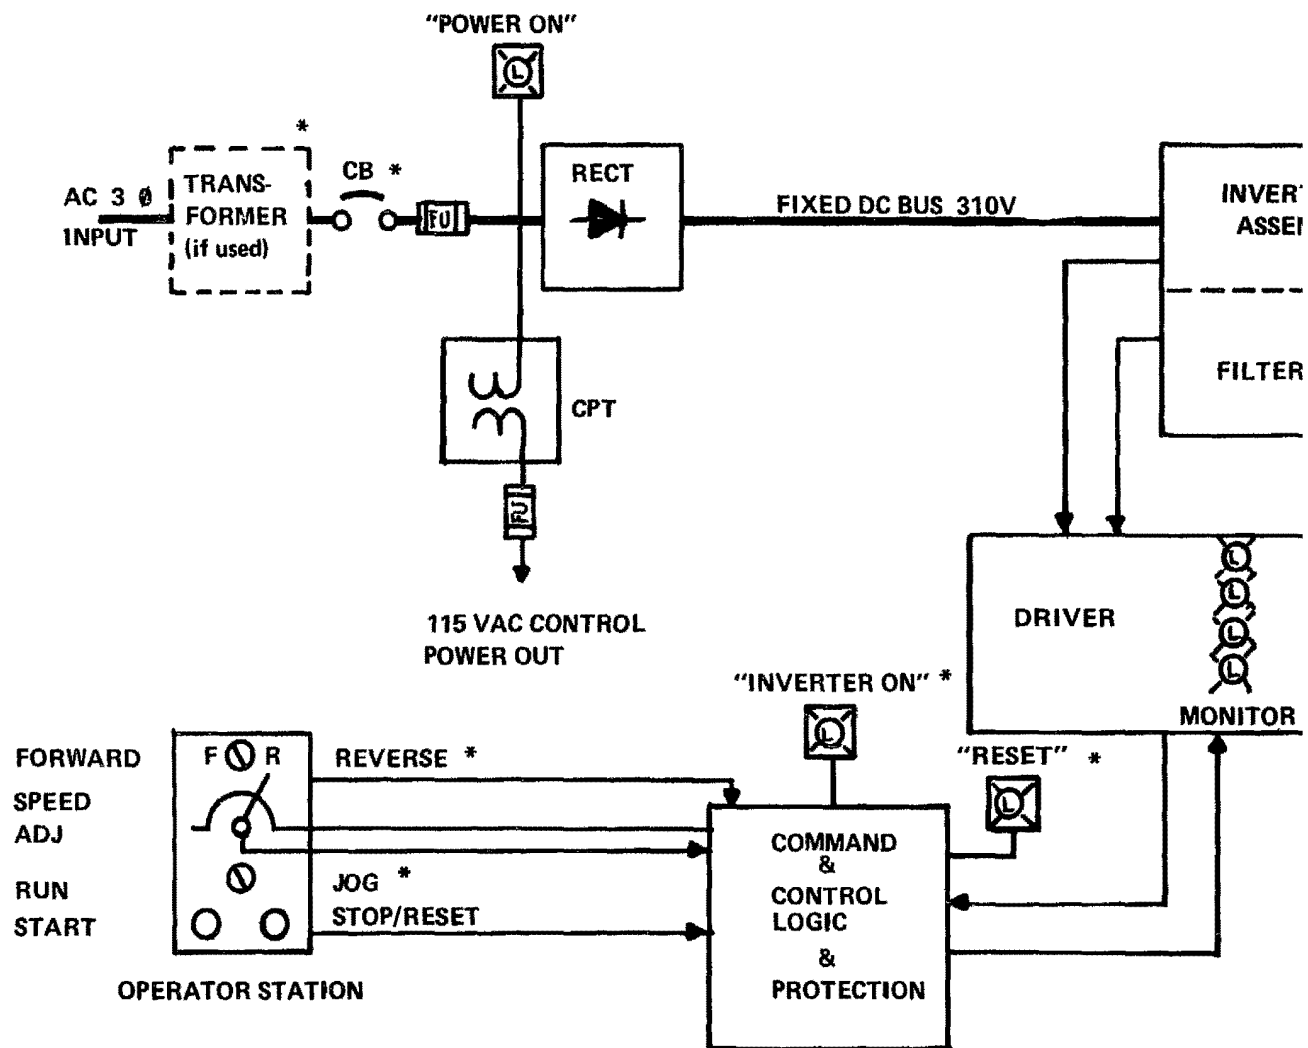 "POWER ON"
L
*
TRANS-
FORMER
(if used)
AC 3 Ø
INPUT
CB *
FU
RECT
FIXED DC BUS 310V
INVERT
ASSEM
FILTER
CPT
FU
115 VAC CONTROL
POWER OUT
DRIVER
L
L
L
L
MONITOR
"INVERTER ON" *
L
"RESET" *
L
FORWARD
F R
REVERSE *
SPEED
ADJ
RUN
JOG *
START
STOP/RESET
OPERATOR STATION
COMMAND
&
CONTROL
LOGIC
&
PROTECTION